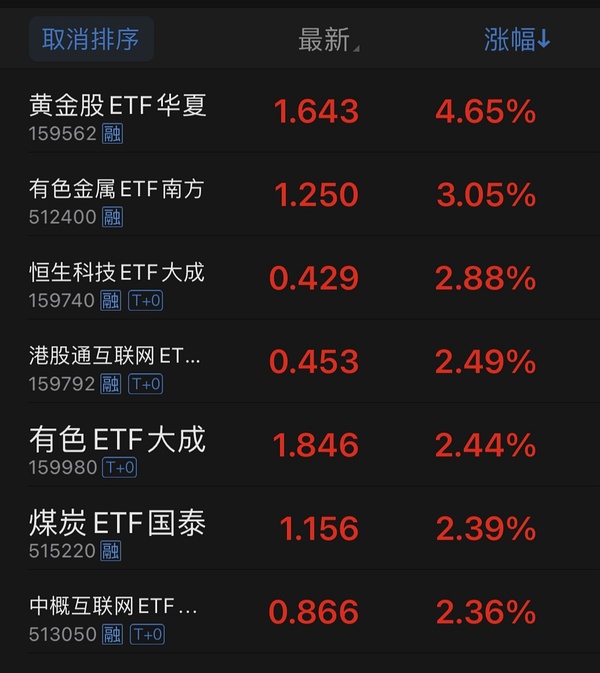 取消排序 最新 涨幅↓
黄金股ETF华夏 1.643 4.65%
159562 融
有色金属ETF南方 1.250 3.05%
512400 融
恒生科技ETF大成 0.429 2.88%
159740 融 T+0
港股通互联网ET... 0.453 2.49%
159792 融 T+0
有色ETF大成 1.846 2.44%
159980 T+0
煤炭ETF国泰 1.156 2.39%
515220 融
中概互联网ETF... 0.866 2.36%
513050 融 T+0